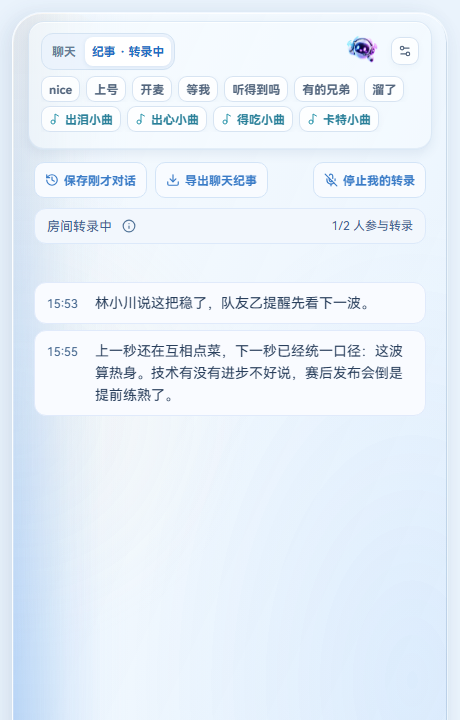 聊天 纪事 · 转录中
nice 上号 开麦 等我 听得到吗 有的兄弟 溜了
出泪小曲 出心小曲 得吃小曲 卡特小曲
保存刚才对话 导出聊天纪事 停止我的转录
房间转录中 1/2 人参与转录
15:53 林小川说这把稳了，队友乙提醒先看下一波。
15:55 上一秒还在互相点菜，下一秒已经统一口径：这波
算热身。技术有没有进步不好说，赛后发布会倒是
提前练熟了。